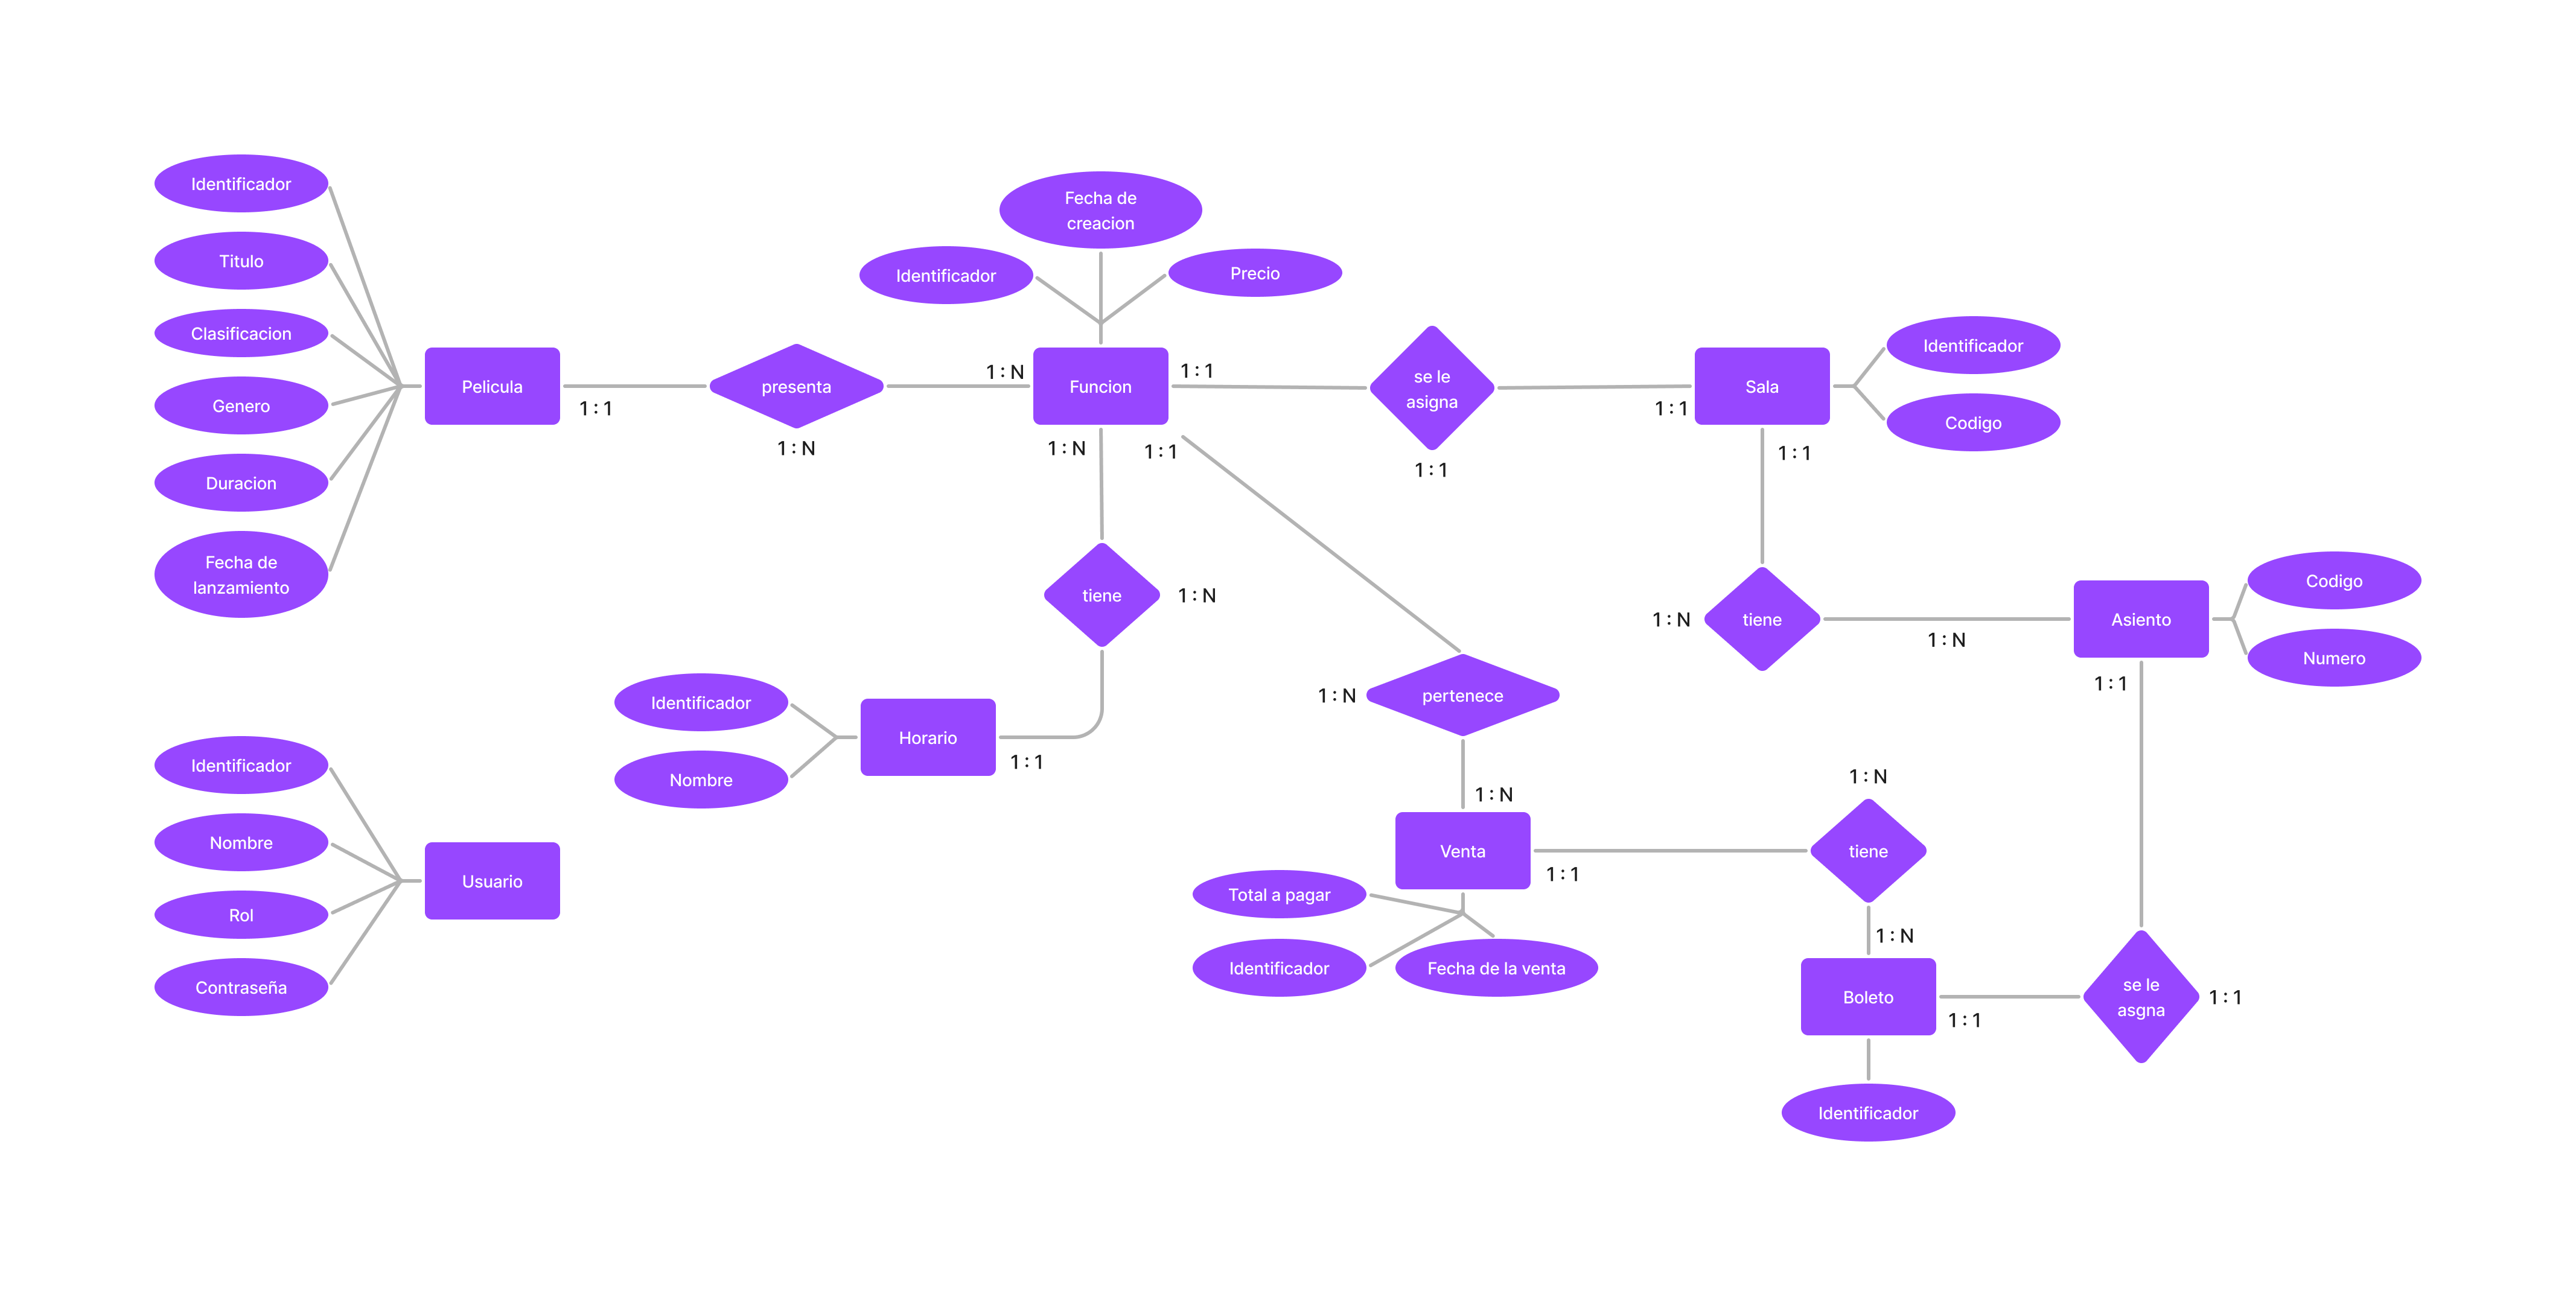 Identificador
Titulo
Clasificacion
Genero
Duracion
Fecha de
lanzamiento
Pelicula
1 : 1
presenta
1 : N
1 : N
Fecha de
creacion
Identificador
Precio
Funcion
1 : 1
1 : N
1 : 1
se le
asigna
1 : 1
1 : 1
Sala
Identificador
Codigo
1 : 1
tiene
1 : N
1 : N
tiene
1 : N
Asiento
Codigo
Numero
1 : 1
Identificador
Nombre
Horario
1 : 1
1 : N
pertenece
1 : N
Identificador
Nombre
Rol
Contraseña
Usuario
Venta
1 : 1
Total a pagar
Identificador
Fecha de la venta
1 : N
tiene
1 : N
Boleto
1 : 1
se le
asgna
1 : 1
Identificador